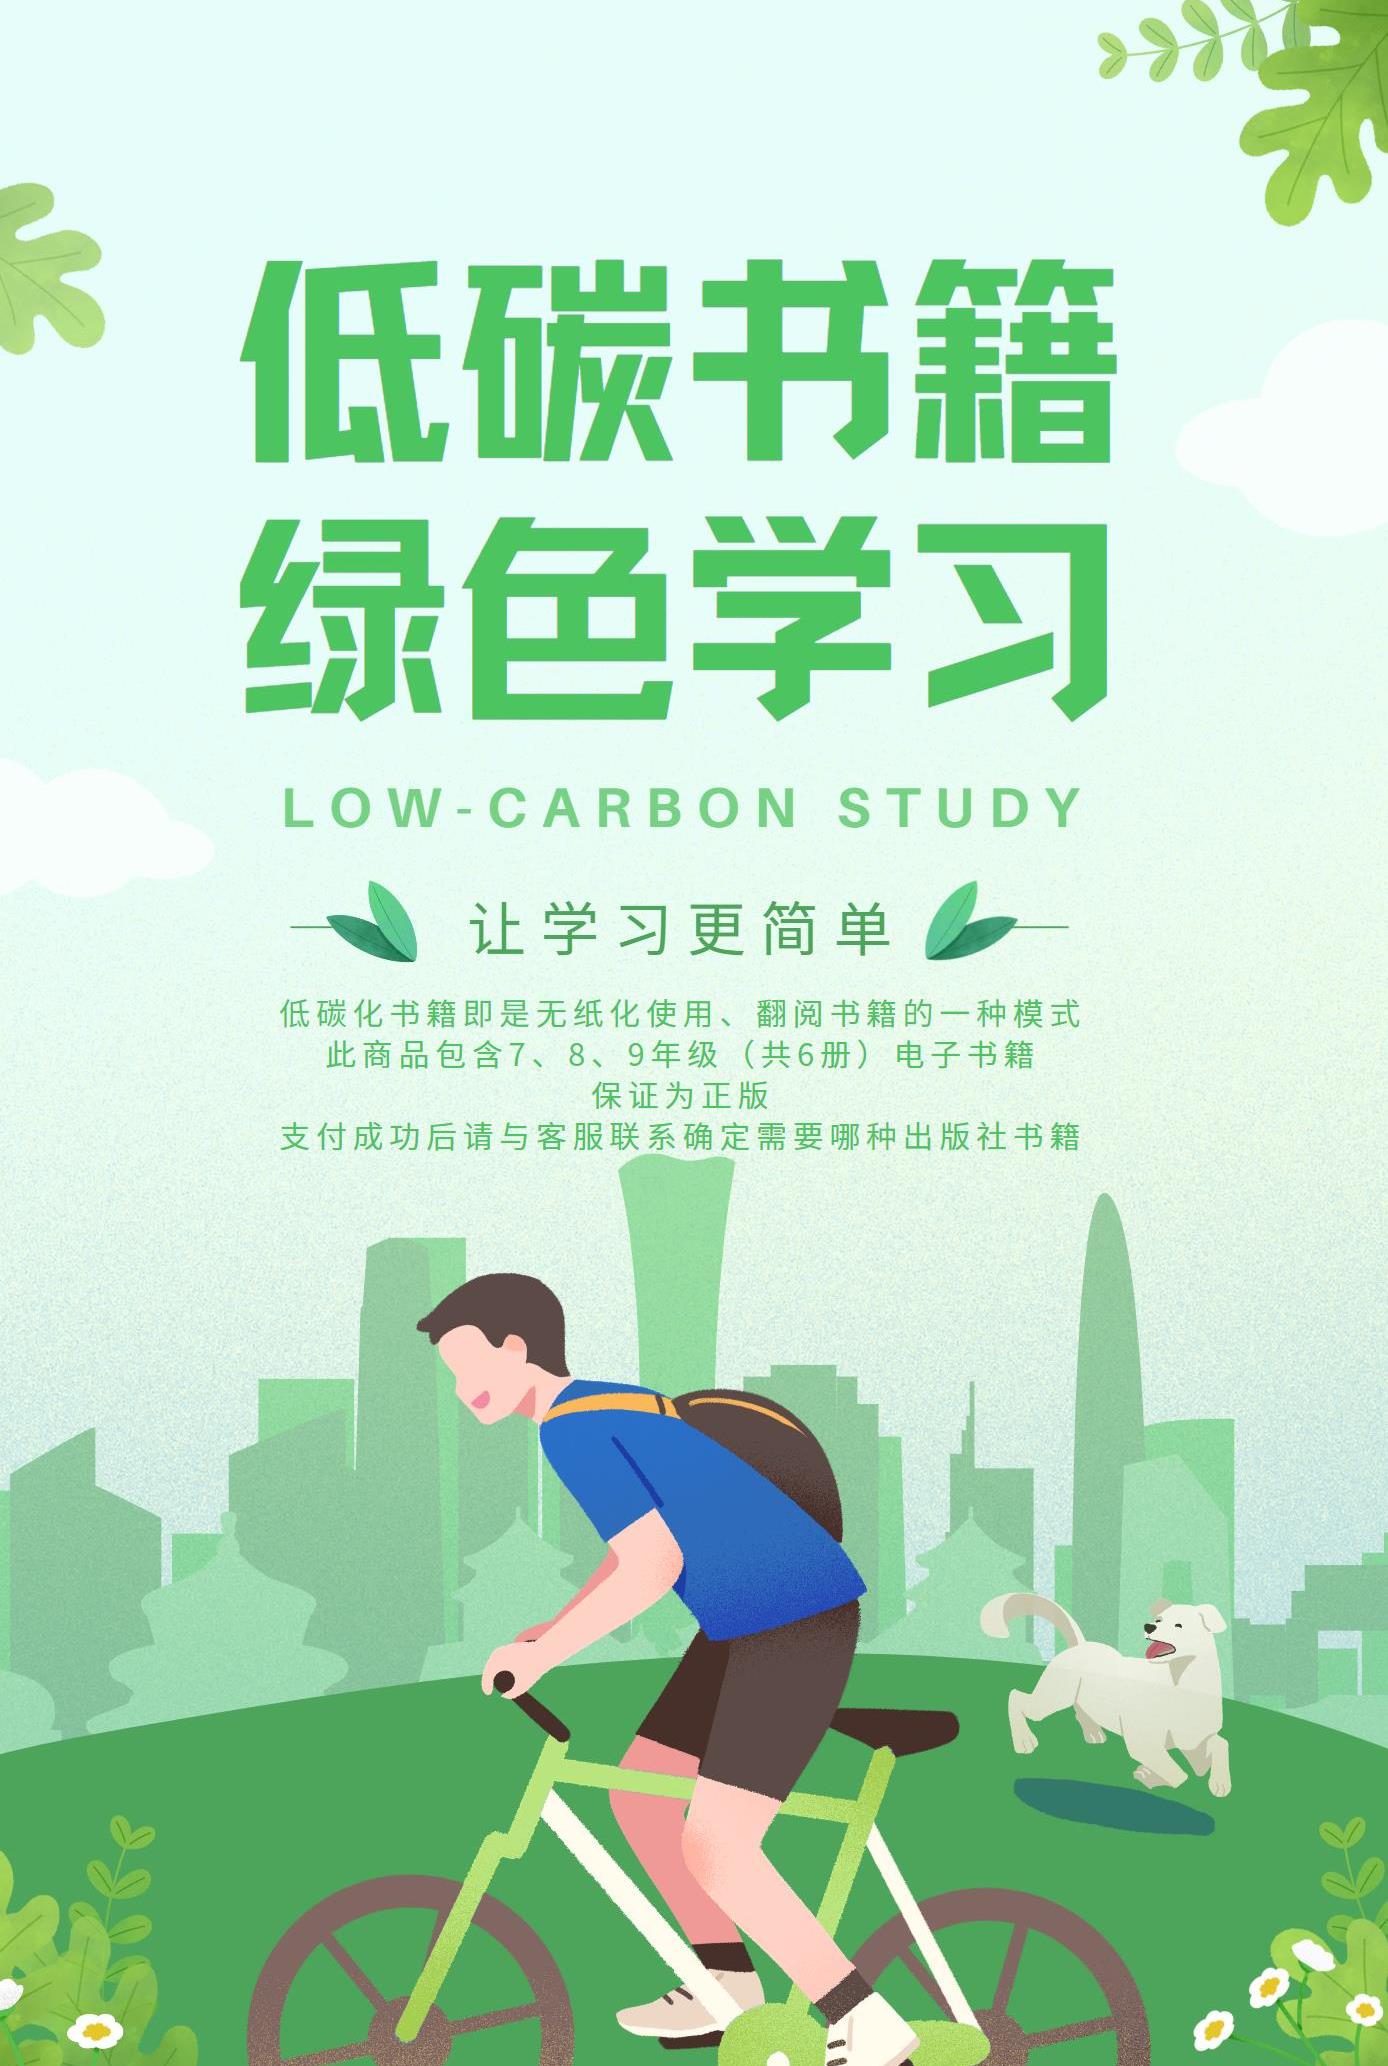 低碳书籍
绿色学习
LOW-CARBON STUDY
让学习更简单
低碳化书籍即是无纸化使用、翻阅书籍的一种模式
此商品包含7、8、9年级（共6册）电子书籍
保证为正版
支付成功后请与客服联系确定需要哪种出版社书籍